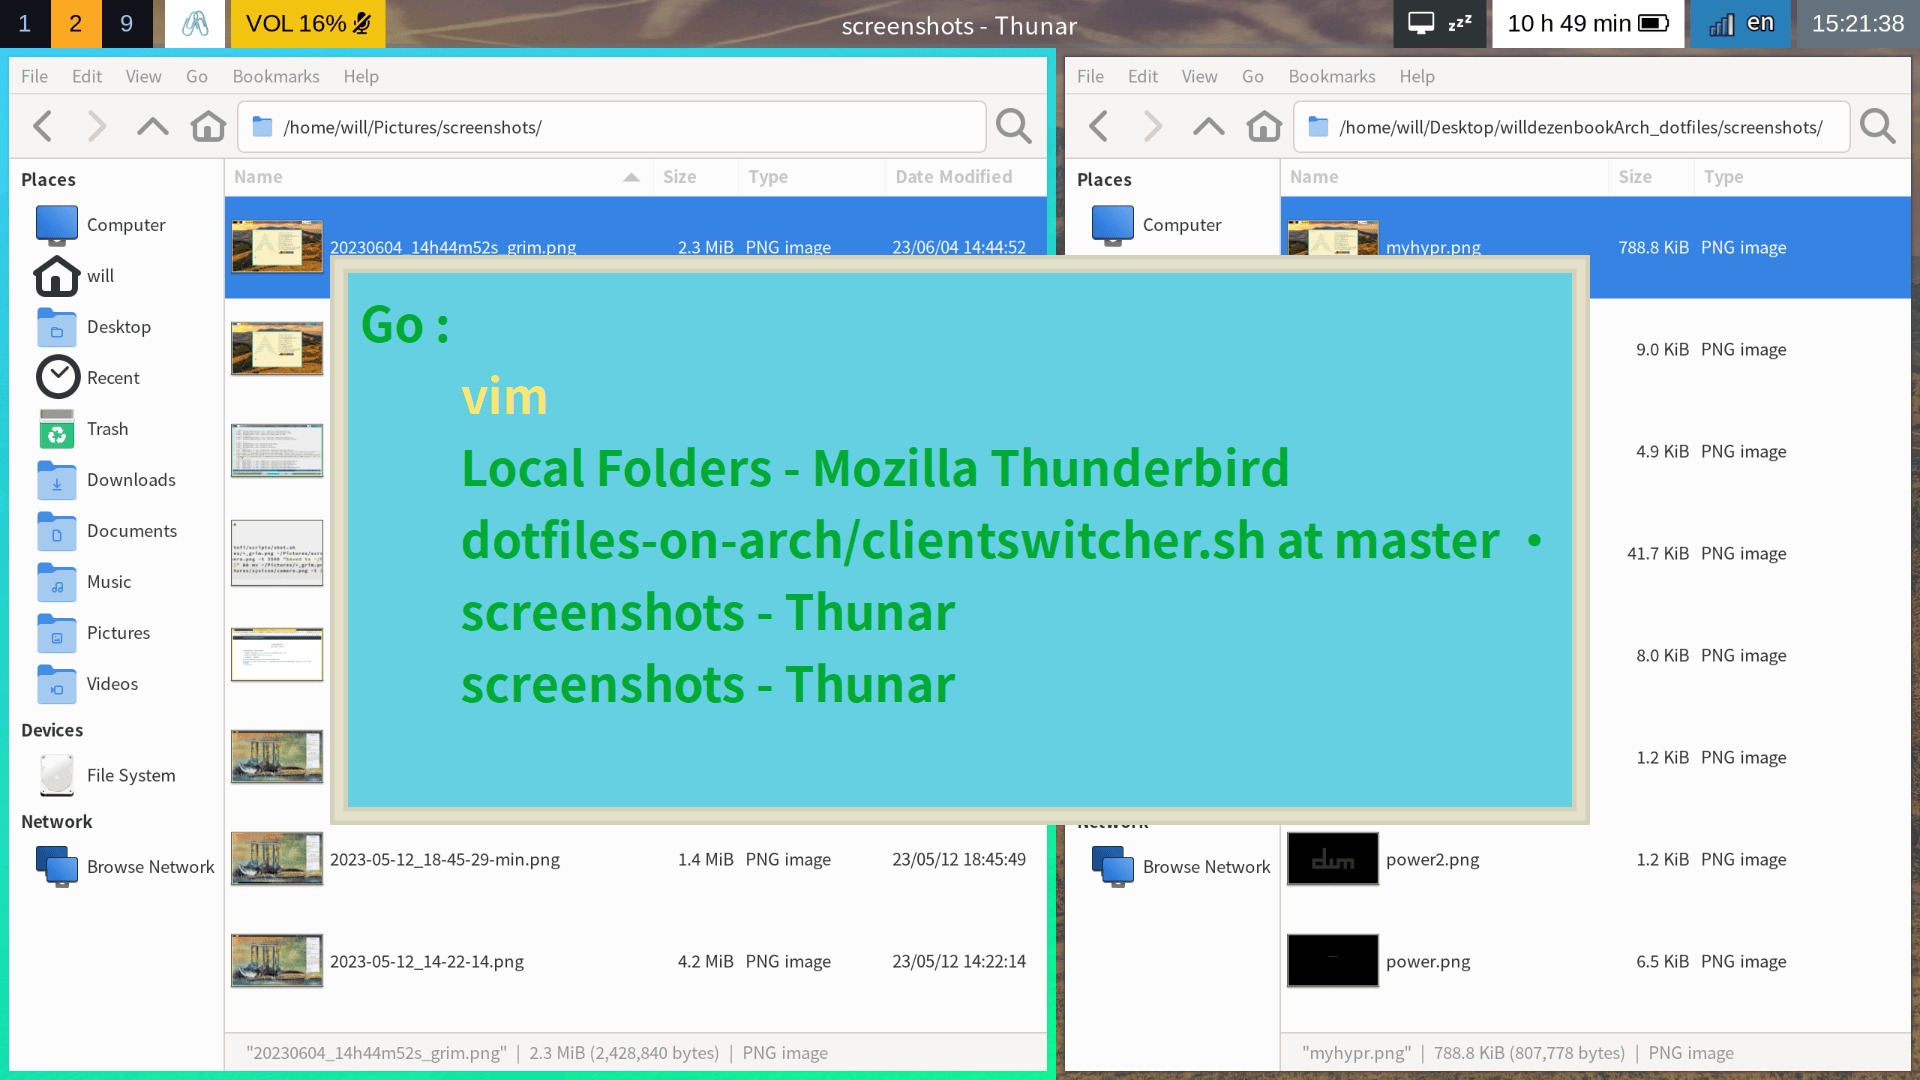 1 2 9 VOL 16% screenshots - Thunar zzz 10 h 49 min en 15:21:38
File Edit View Go Bookmarks Help
/home/will/Pictures/screenshots/
Places
Computer
will
Desktop
Recent
Trash
Downloads
Documents
Music
Pictures
Videos
Devices
File System
Network
Browse Network
Name Size Type Date Modified
20230604_14h44m52s_grim.png 2.3 MiB PNG image 23/06/04 14:44:52
2023-05-12_18-45-29-min.png 1.4 MiB PNG image 23/05/12 18:45:49
2023-05-12_14-22-14.png 4.2 MiB PNG image 23/05/12 14:22:14
"20230604_14h44m52s_grim.png" | 2.3 MiB (2,428,840 bytes) | PNG image
Go :
vim
Local Folders - Mozilla Thunderbird
dotfiles-on-arch/clientswitcher.sh at master •
screenshots - Thunar
screenshots - Thunar
File Edit View Go Bookmarks Help
/home/will/Desktop/willdezenbookArch_dotfiles/screenshots/
Places
Computer
Network
Browse Network
Name Size Type
myhypr.png 788.8 KiB PNG image
9.0 KiB PNG image
4.9 KiB PNG image
41.7 KiB PNG image
8.0 KiB PNG image
1.2 KiB PNG image
power2.png 1.2 KiB PNG image
power.png 6.5 KiB PNG image
"myhypr.png" | 788.8 KiB (807,778 bytes) | PNG image